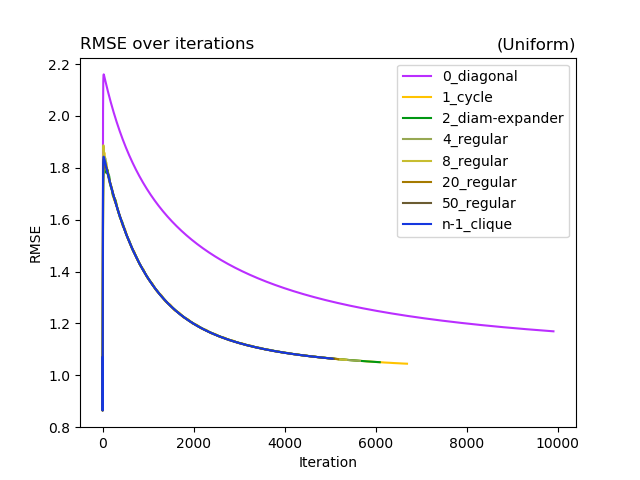 RMSE over iterations
(Uniform)
2.2
2.0
1.8
1.6
1.4
1.2
1.0
0.8
RMSE
0_diagonal
1_cycle
2_diam-expander
4_regular
8_regular
20_regular
50_regular
n-1_clique
0
2000
4000
6000
8000
10000
Iteration